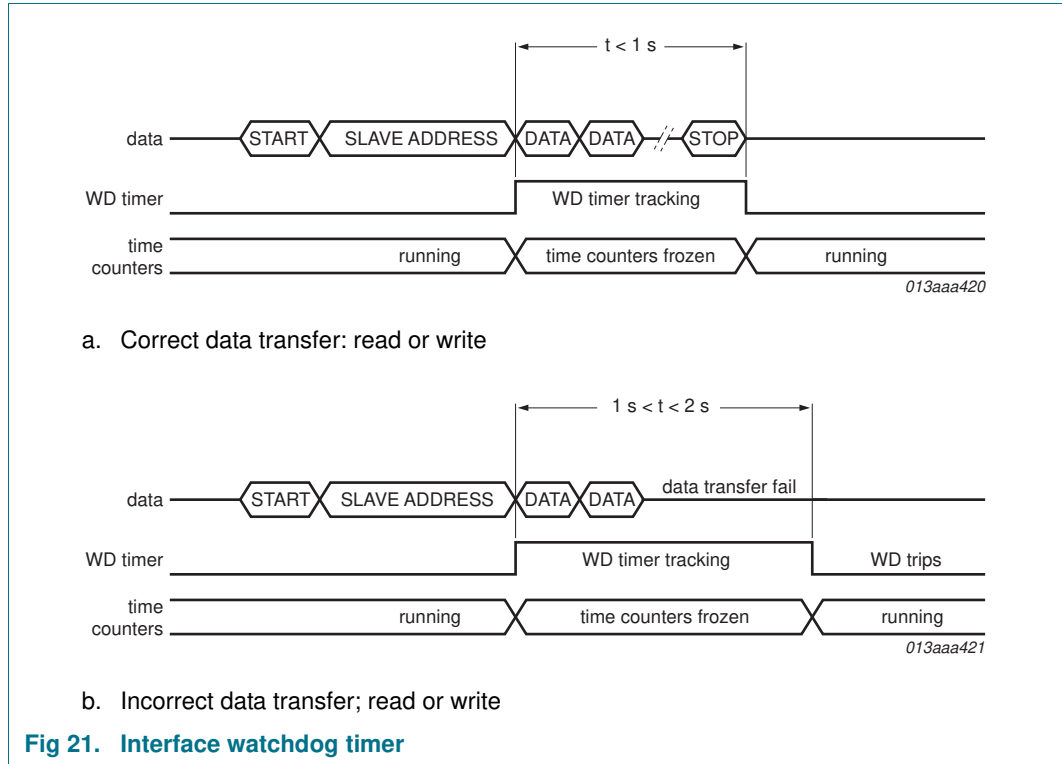 t < 1 s
data START SLAVE ADDRESS DATA DATA STOP
WD timer WD timer tracking
time
counters running time counters frozen running
013aaa420
a. Correct data transfer: read or write
1 s < t < 2 s
data START SLAVE ADDRESS DATA DATA data transfer fail
WD timer WD timer tracking WD trips
time
counters running time counters frozen running
013aaa421
b. Incorrect data transfer; read or write
Fig 21. Interface watchdog timer